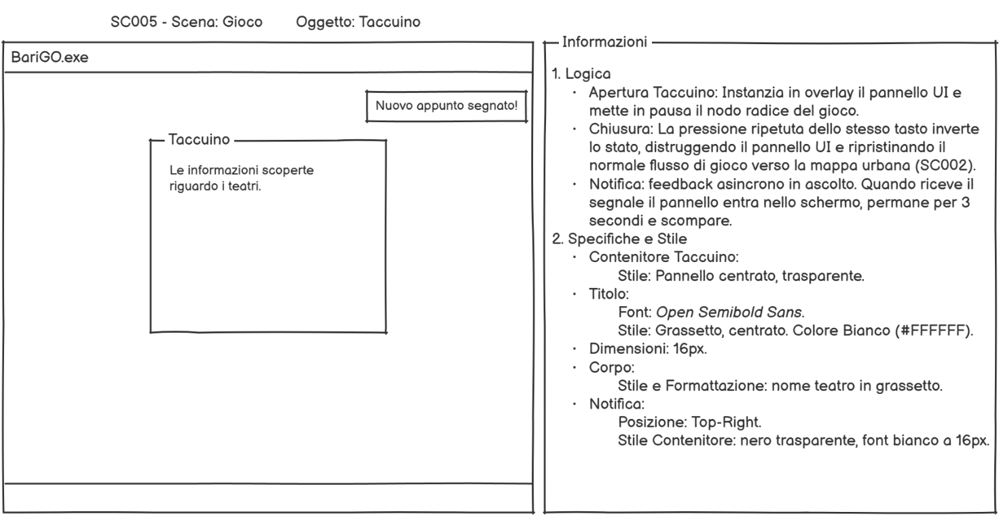 SC005 - Scena: Gioco Oggetto: Taccuino
BariGO.exe
Nuovo appunto segnato!
Taccuino
Le informazioni scoperte
riguardo i teatri.
Informazioni
1. Logica
· Apertura Taccuino: Instanzia in overlay il pannello UI e
mette in pausa il nodo radice del gioco.
· Chiusura: La pressione ripetuta dello stesso tasto inverte
lo stato, distruggendo il pannello UI e ripristinando il
normale flusso di gioco verso la mappa urbana (SC002).
· Notifica: feedback asincrono in ascolto. Quando riceve il
segnale il pannello entra nello schermo, permane per 3
secondi e scompare.
2. Specifiche e Stile
· Contenitore Taccuino:
Stile: Pannello centrato, trasparente.
· Titolo:
Font: Open Semibold Sans.
Stile: Grassetto, centrato. Colore Bianco (#FFFFFF).
· Dimensioni: 16px.
· Corpo:
Stile e Formattazione: nome teatro in grassetto.
· Notifica:
Posizione: Top-Right.
Stile Contenitore: nero trasparente, font bianco a 16px.